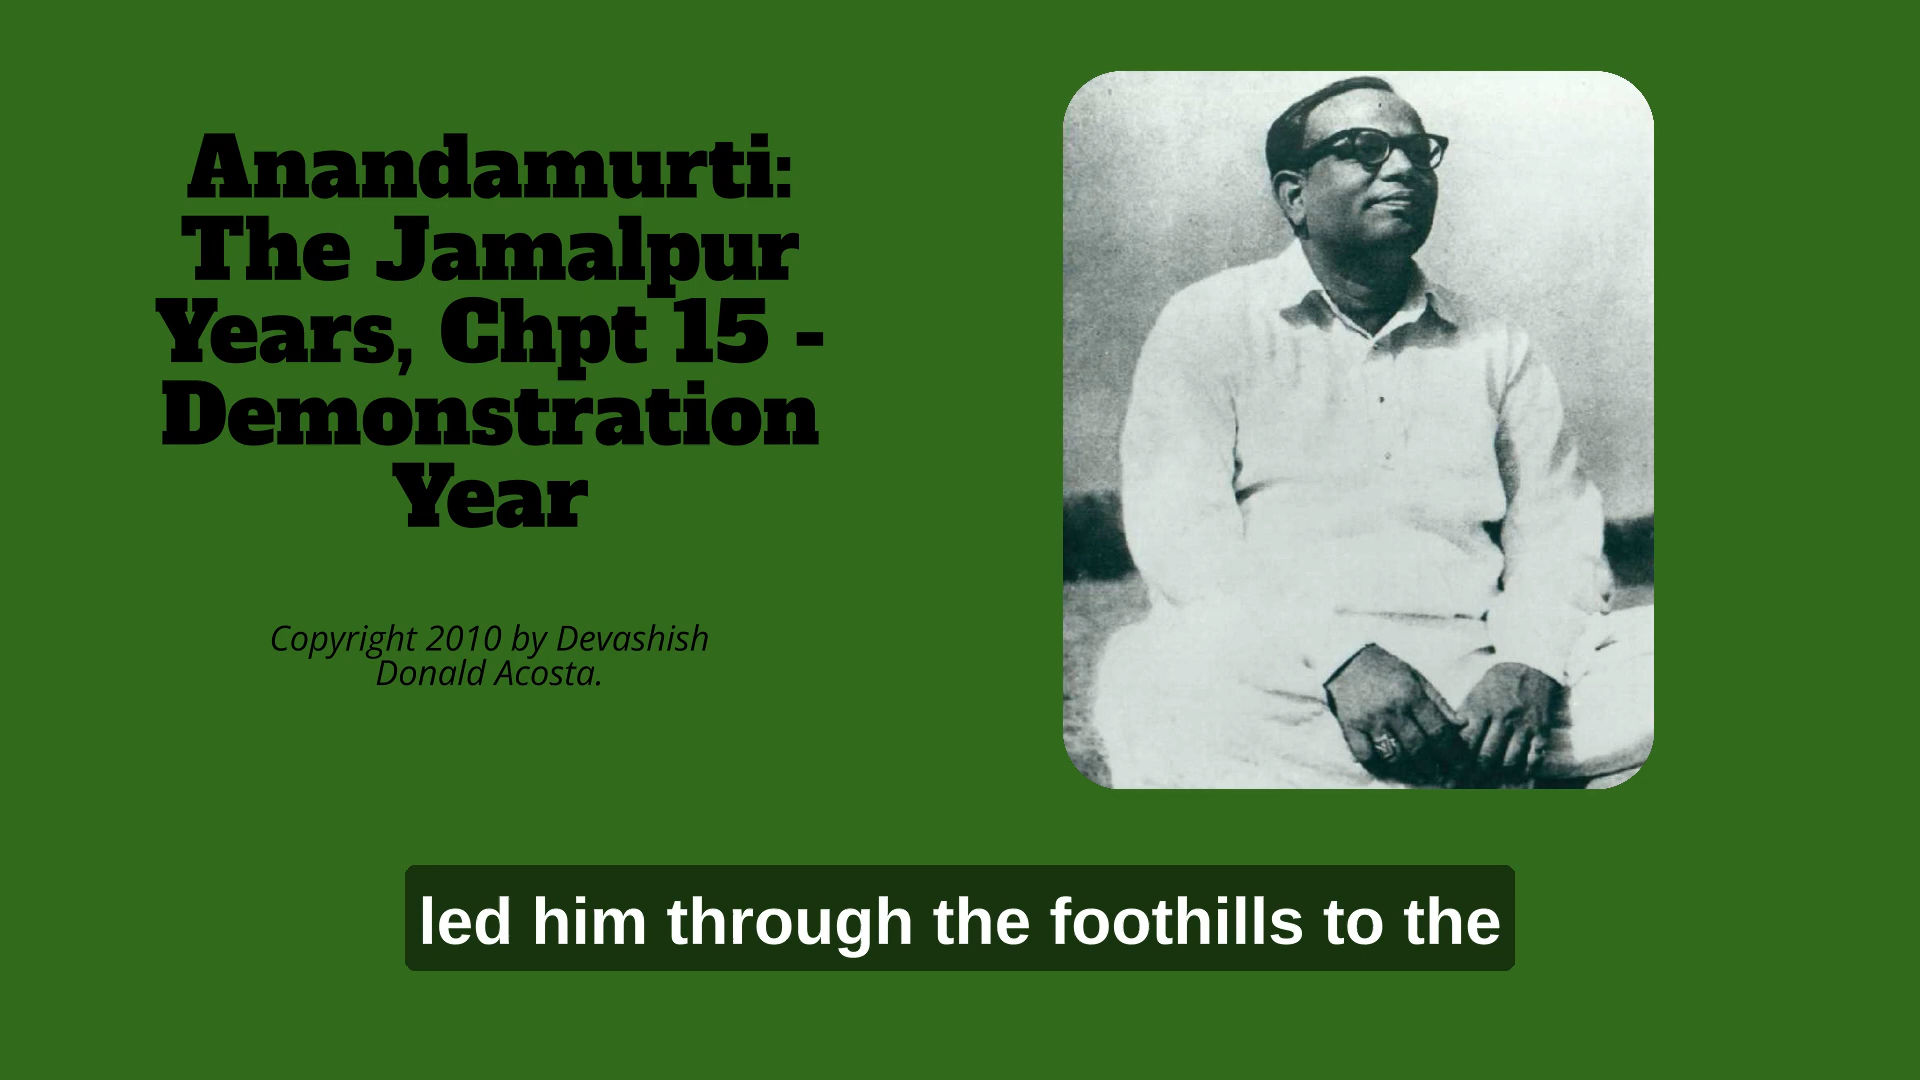 Anandamurti:
The Jamalpur
Years, Chpt 15 -
Demonstration
Year
Copyright 2010 by Devashish
Donald Acosta.
led him through the foothills to the